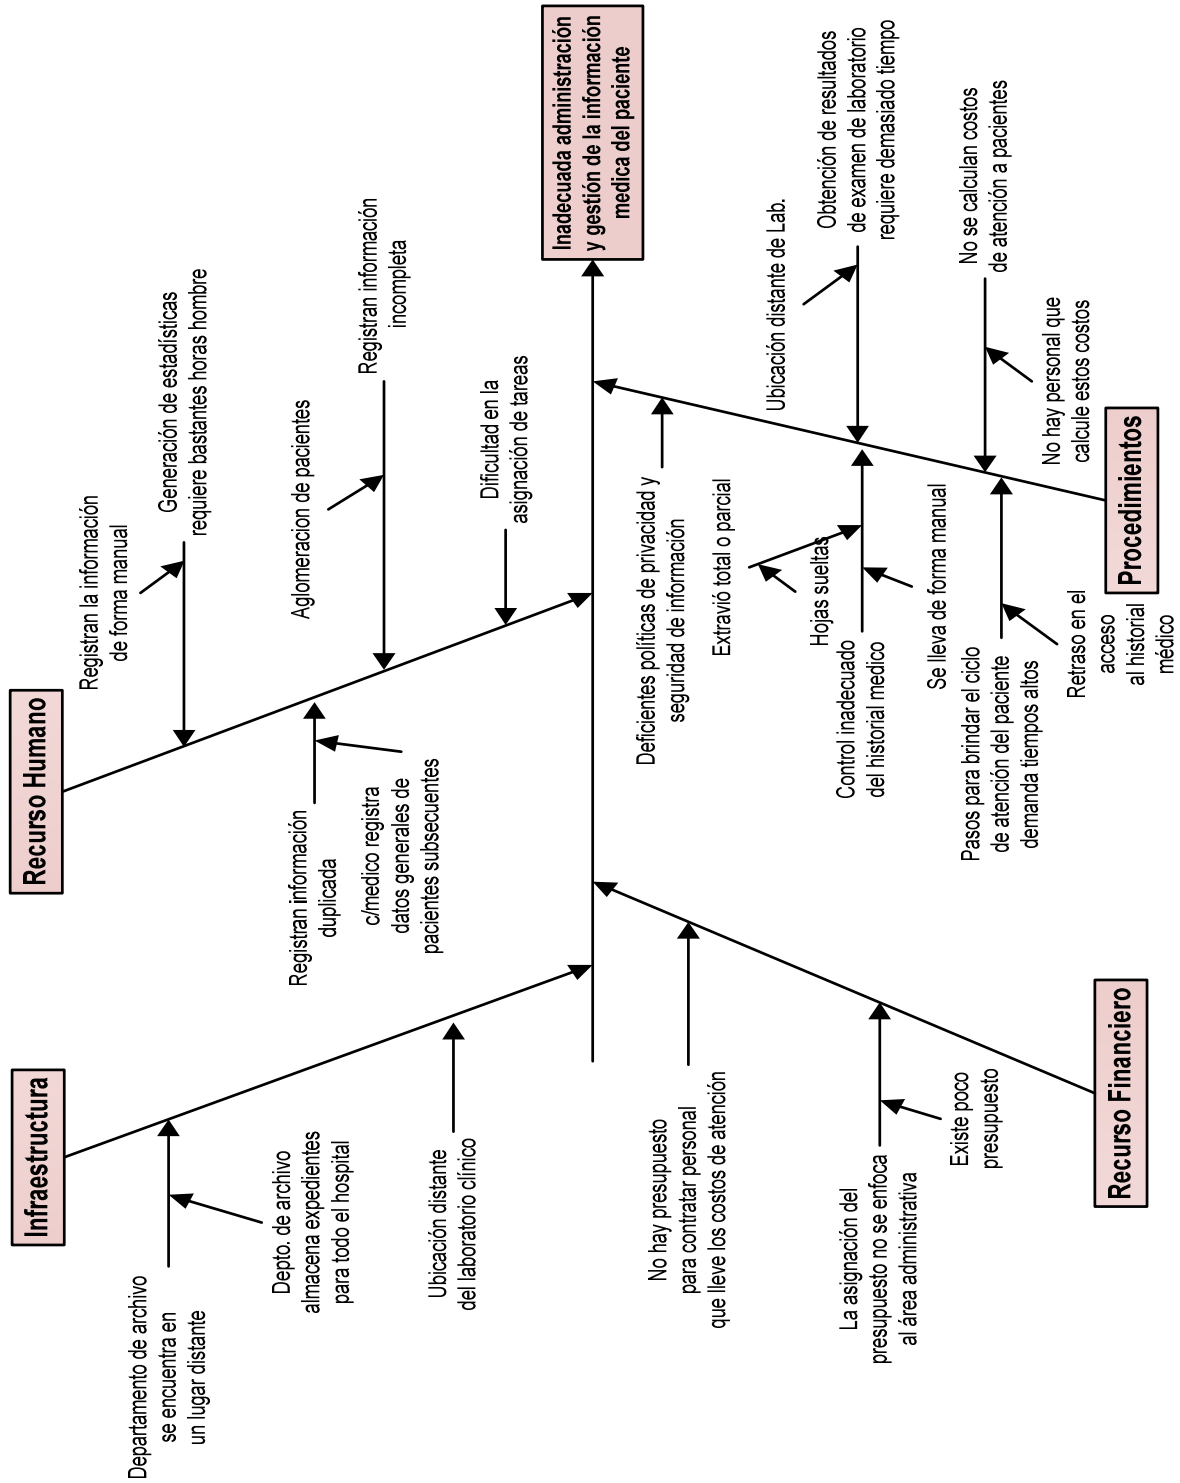 Infraestructura
Departamento de archivo
se encuentra en
un lugar distante
Depto. de archivo
almacena expedientes
para todo el hospital
Ubicación distante
del laboratorio clínico
Recurso Humano
Registran la información
de forma manual
Generación de estadísticas
requiere bastantes horas hombre
Registran información
duplicada
c/medico registra
datos generales de
pacientes subsecuentes
Aglomeracion de pacientes
Registran información
incompleta
Dificultad en la
asignación de tareas
Inadecuada administración
y gestión de la información
medica del paciente
No hay presupuesto
para contratar personal
que lleve los costos de atención
La asignación del
presupuesto no se enfoca
al área administrativa
Existe poco
presupuesto
Recurso Financiero
Deficientes políticas de privacidad y
seguridad de información
Extravió total o parcial
Hojas sueltas
Control inadecuado
del historial medico
Se lleva de forma manual
Ubicación distante de Lab.
Obtención de resultados
de examen de laboratorio
requiere demasiado tiempo
Pasos para brindar el ciclo
de atención del paciente
demanda tiempos altos
Retraso en el
acceso
al historial
médico
No se calculan costos
de atención a pacientes
No hay personal que
calcule estos costos
Procedimientos